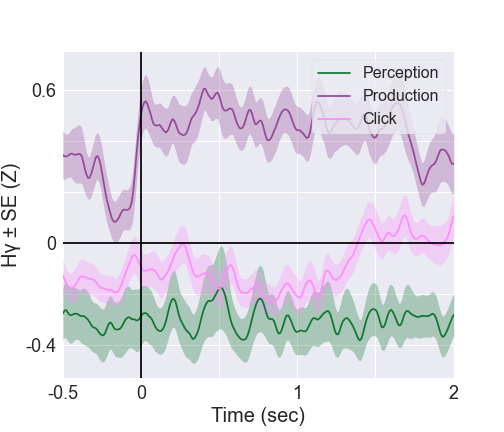 Perception
Production
Click
0.6
0
-0.4
Hγ ± SE (Z)
-0.5
0
1
2
Time (sec)